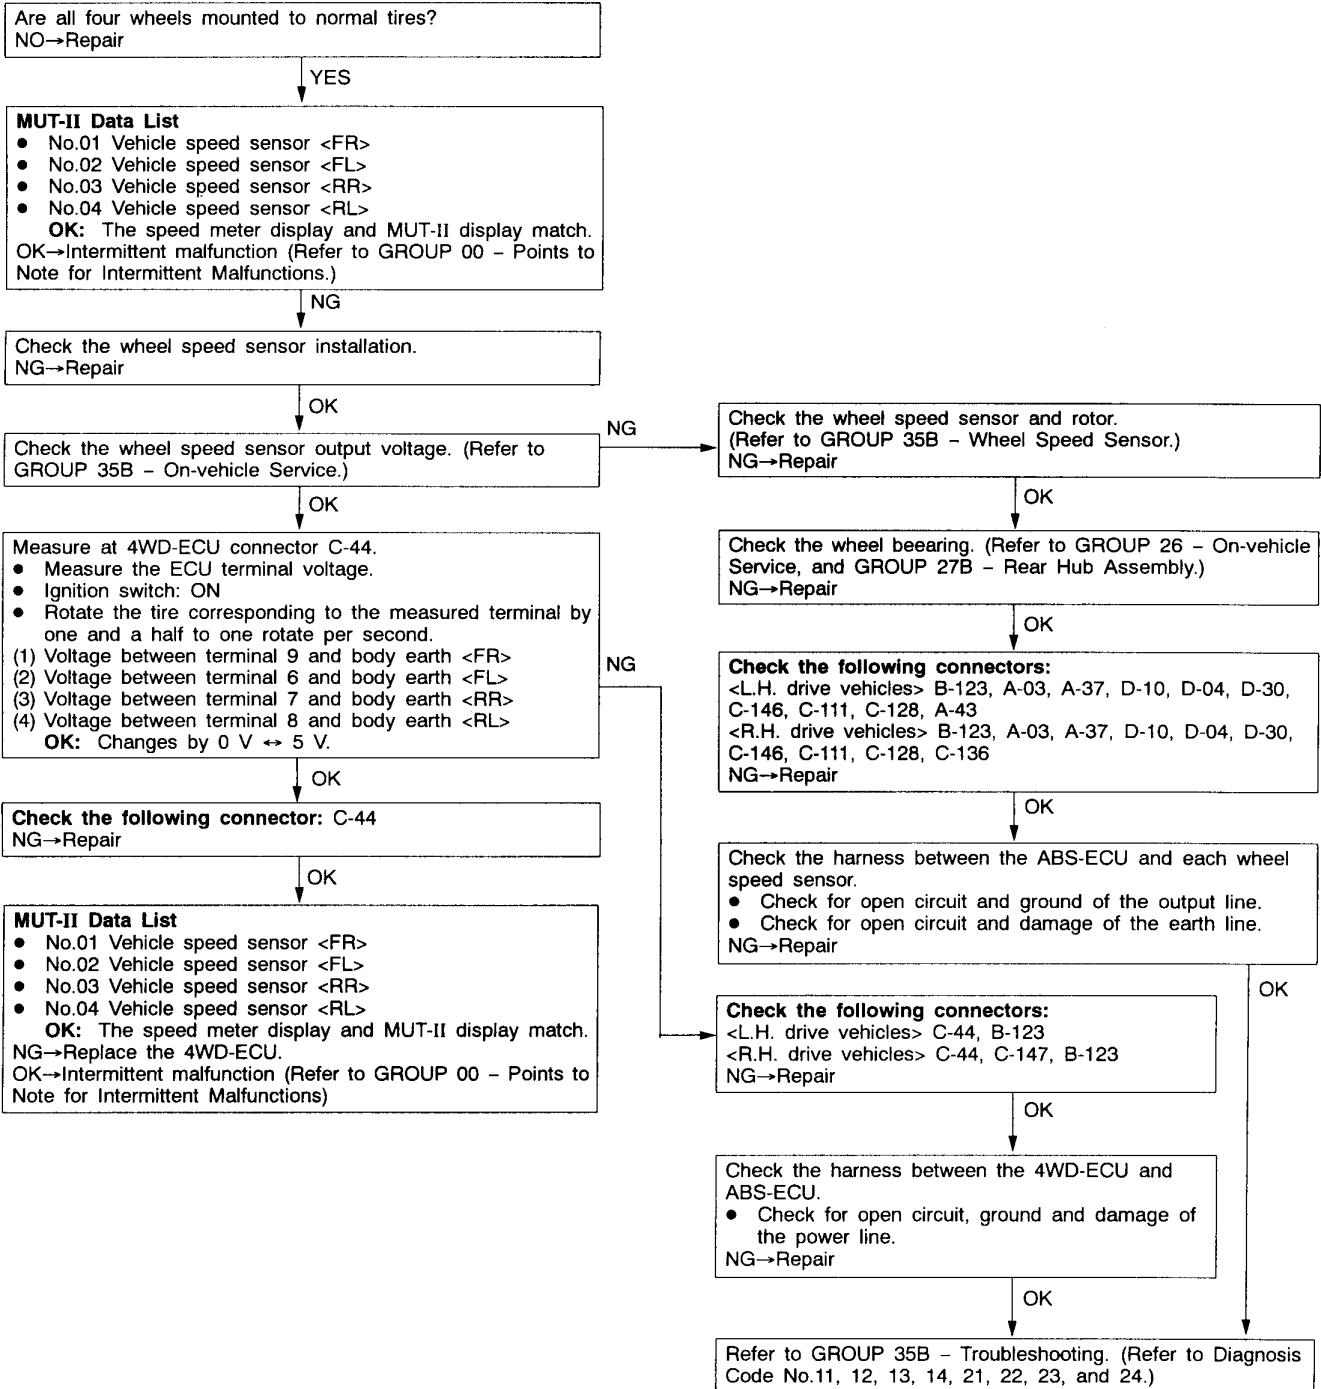 Are all four wheels mounted to normal tires?
NO→Repair
YES
MUT-II Data List
● No.01 Vehicle speed sensor <FR>
● No.02 Vehicle speed sensor <FL>
● No.03 Vehicle speed sensor <RR>
● No.04 Vehicle speed sensor <RL>
OK: The speed meter display and MUT-II display match.
OK→Intermittent malfunction (Refer to GROUP 00 – Points to
Note for Intermittent Malfunctions.)
NG
Check the wheel speed sensor installation.
NG→Repair
OK
Check the wheel speed sensor output voltage. (Refer to
GROUP 35B – On-vehicle Service.)
NG
OK
Measure at 4WD-ECU connector C-44.
● Measure the ECU terminal voltage.
● Ignition switch: ON
● Rotate the tire corresponding to the measured terminal by
one and a half to one rotate per second.
(1) Voltage between terminal 9 and body earth <FR>
(2) Voltage between terminal 6 and body earth <FL>
(3) Voltage between terminal 7 and body earth <RR>
(4) Voltage between terminal 8 and body earth <RL>
OK: Changes by 0 V ↔ 5 V.
NG
OK
Check the following connector: C-44
NG→Repair
OK
MUT-II Data List
● No.01 Vehicle speed sensor <FR>
● No.02 Vehicle speed sensor <FL>
● No.03 Vehicle speed sensor <RR>
● No.04 Vehicle speed sensor <RL>
OK: The speed meter display and MUT-II display match.
NG→Replace the 4WD-ECU.
OK→Intermittent malfunction (Refer to GROUP 00 – Points to
Note for Intermittent Malfunctions)
Check the wheel speed sensor and rotor.
(Refer to GROUP 35B – Wheel Speed Sensor.)
NG→Repair
OK
Check the wheel beearing. (Refer to GROUP 26 – On-vehicle
Service, and GROUP 27B – Rear Hub Assembly.)
NG→Repair
OK
Check the following connectors:
<L.H. drive vehicles> B-123, A-03, A-37, D-10, D-04, D-30,
C-146, C-111, C-128, A-43
<R.H. drive vehicles> B-123, A-03, A-37, D-10, D-04, D-30,
C-146, C-111, C-128, C-136
NG→Repair
OK
Check the harness between the ABS-ECU and each wheel
speed sensor.
● Check for open circuit and ground of the output line.
● Check for open circuit and damage of the earth line.
NG→Repair
OK
Check the following connectors:
<L.H. drive vehicles> C-44, B-123
<R.H. drive vehicles> C-44, C-147, B-123
NG→Repair
OK
Check the harness between the 4WD-ECU and
ABS-ECU.
● Check for open circuit, ground and damage of
the power line.
NG→Repair
OK
Refer to GROUP 35B – Troubleshooting. (Refer to Diagnosis
Code No.11, 12, 13, 14, 21, 22, 23, and 24.)